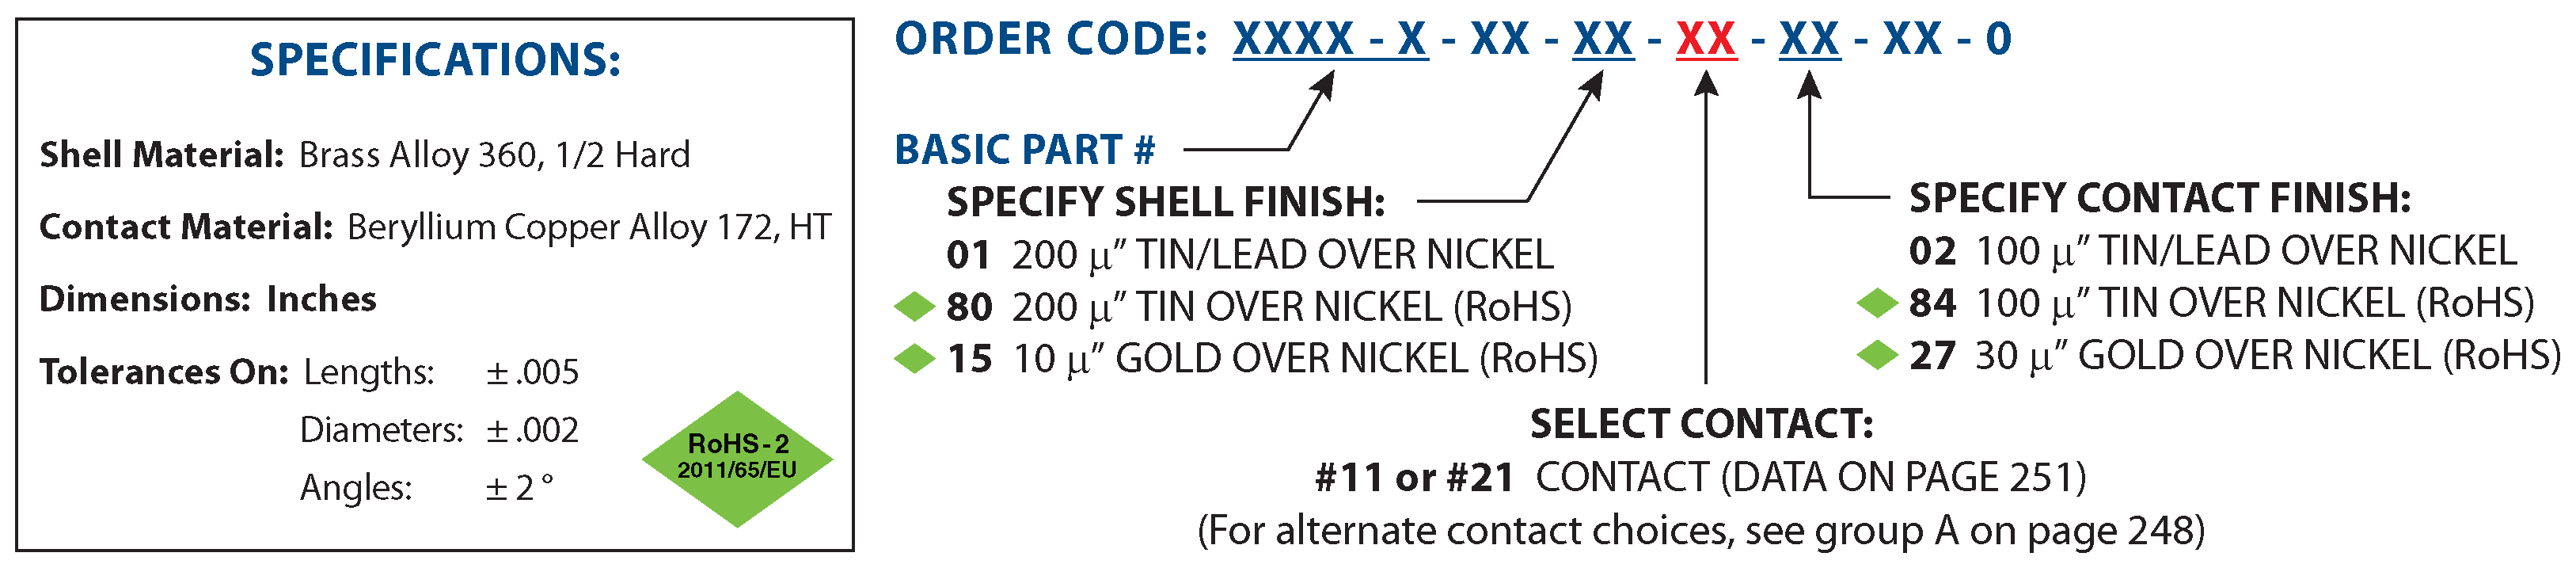 SPECIFICATIONS:
Shell Material: Brass Alloy 360, 1/2 Hard
Contact Material: Beryllium Copper Alloy 172, HT
Dimensions: Inches
Tolerances On: Lengths: ± .005
Diameters: ± .002
Angles: ± 2 °
RoHS - 2
2011/65/EU
ORDER CODE: XXXX - X - XX - XX - XX - XX - XX - 0
BASIC PART #
SPECIFY SHELL FINISH:
01 200 µ” TIN/LEAD OVER NICKEL
80 200 µ” TIN OVER NICKEL (RoHS)
15 10 µ” GOLD OVER NICKEL (RoHS)
SPECIFY CONTACT FINISH:
02 100 µ” TIN/LEAD OVER NICKEL
84 100 µ” TIN OVER NICKEL (RoHS)
27 30 µ” GOLD OVER NICKEL (RoHS)
SELECT CONTACT:
#11 or #21 CONTACT (DATA ON PAGE 251)
(For alternate contact choices, see group A on page 248)